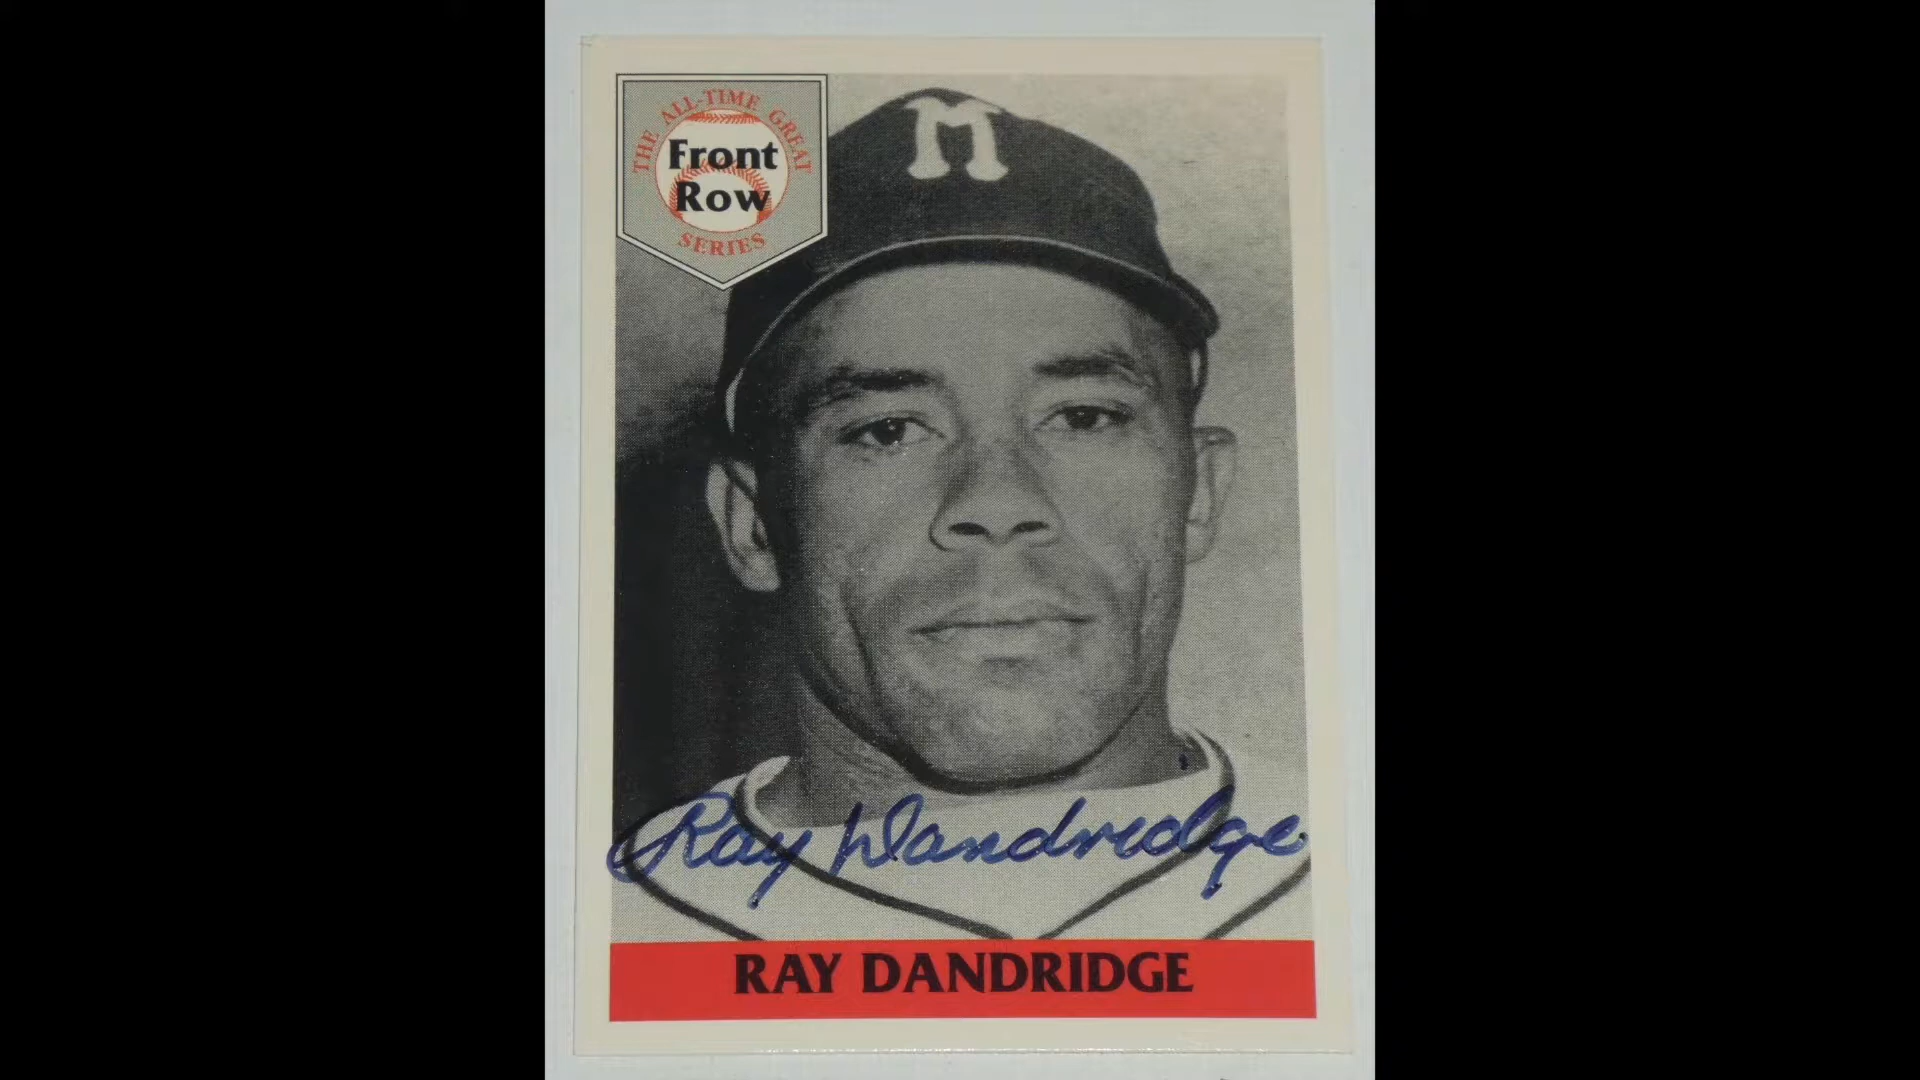 THE ALL-TIME GREAT
Front
Row
SERIES
M
Ray Dandridge
RAY DANDRIDGE